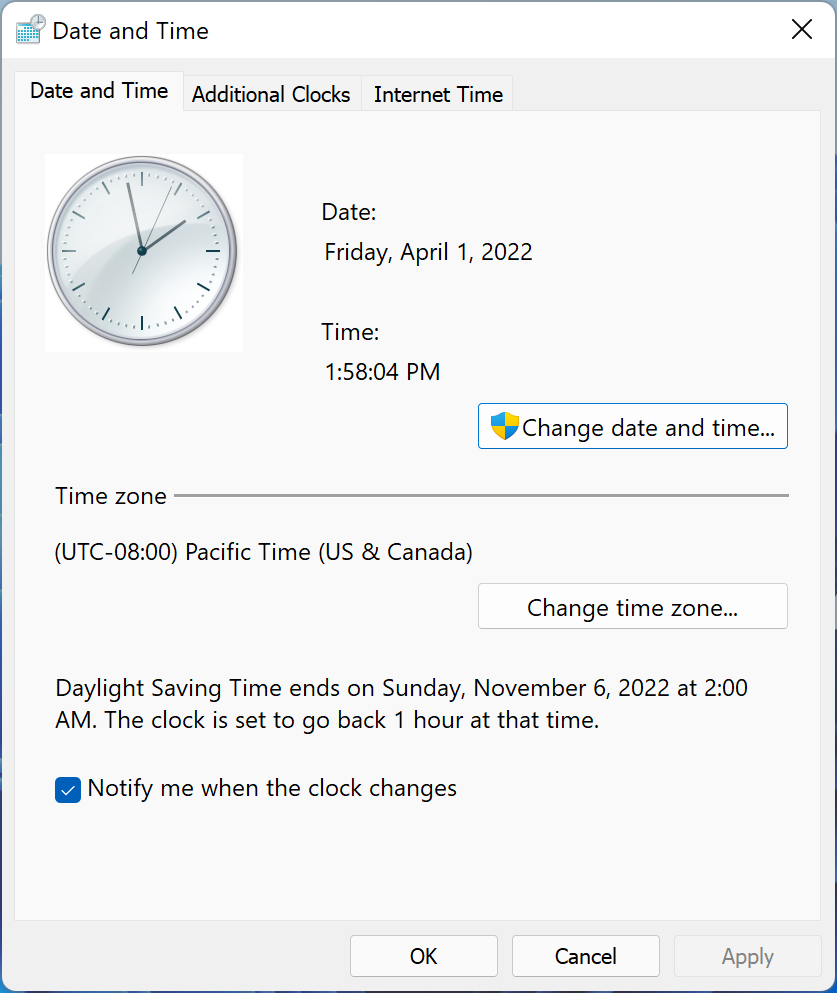 Date and Time
Date and Time
Additional Clocks
Internet Time
Date:
Friday, April 1, 2022
Time:
1:58:04 PM
Change date and time...
Time zone
(UTC-08:00) Pacific Time (US & Canada)
Change time zone...
Daylight Saving Time ends on Sunday, November 6, 2022 at 2:00
AM. The clock is set to go back 1 hour at that time.
Notify me when the clock changes
OK
Cancel
Apply